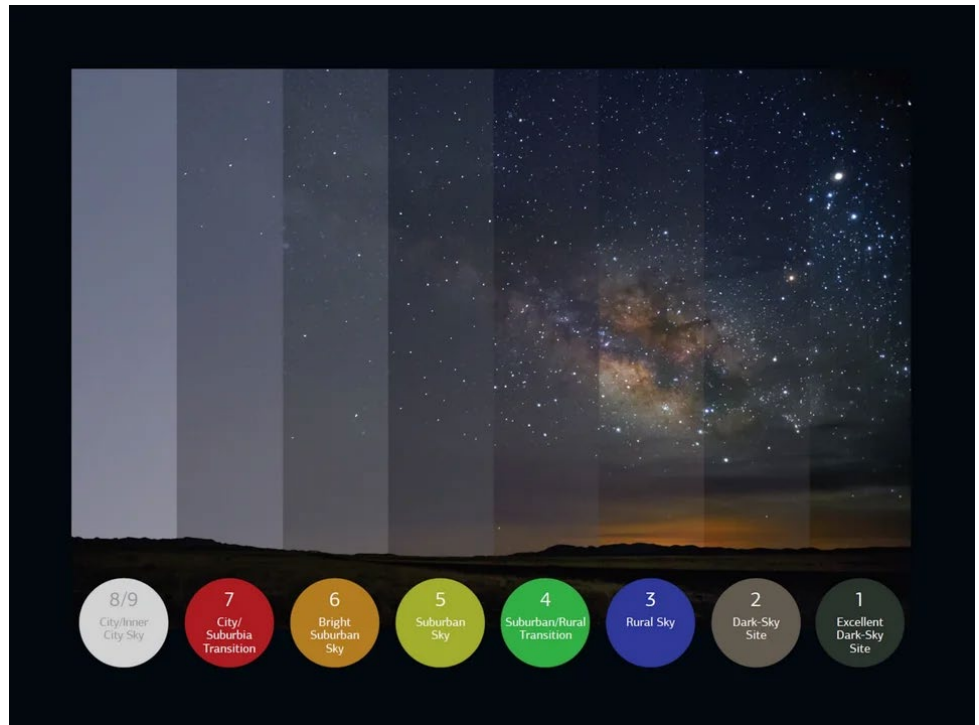 8/9
City/Inner
City Sky
7
City/
Suburbia
Transition
6
Bright
Suburban
Sky
5
Suburban
Sky
4
Suburban/Rural
Transition
3
Rural Sky
2
Dark-Sky
Site
1
Excellent
Dark-Sky
Site